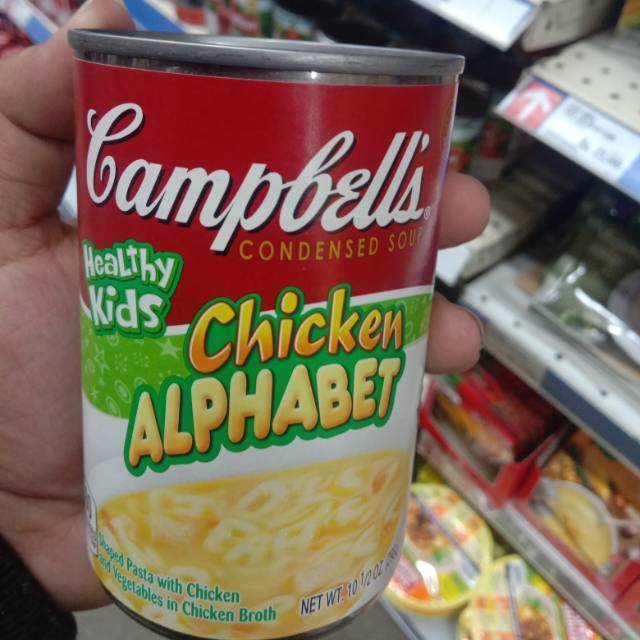 Campbell's®
CONDENSED SOUP
Healthy
Kids
Chicken
ALPHABET
Shaped Pasta with Chicken
and Vegetables in Chicken Broth
NET WT. 10 1/2 OZ.